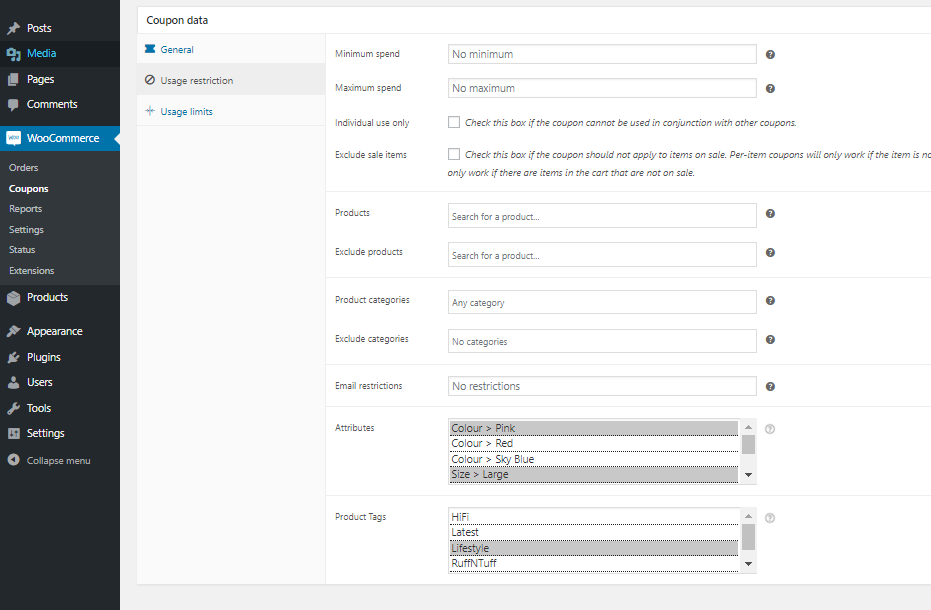 Posts
Media
Pages
Comments
WooCommerce
Orders
Coupons
Reports
Settings
Status
Extensions
Products
Appearance
Plugins
Users
Tools
Settings
Collapse menu
Coupon data
General
Usage restriction
Usage limits
Minimum spend
No minimum
Maximum spend
No maximum
Individual use only
Check this box if the coupon cannot be used in conjunction with other coupons.
Exclude sale items
Check this box if the coupon should not apply to items on sale. Per-item coupons will only work if the item is no
only work if there are items in the cart that are not on sale.
Products
Search for a product...
Exclude products
Search for a product...
Product categories
Any category
Exclude categories
No categories
Email restrictions
No restrictions
Attributes
Colour > Pink
Colour > Red
Colour > Sky Blue
Size > Large
Product Tags
HiFi
Latest
Lifestyle
RuffNTuff